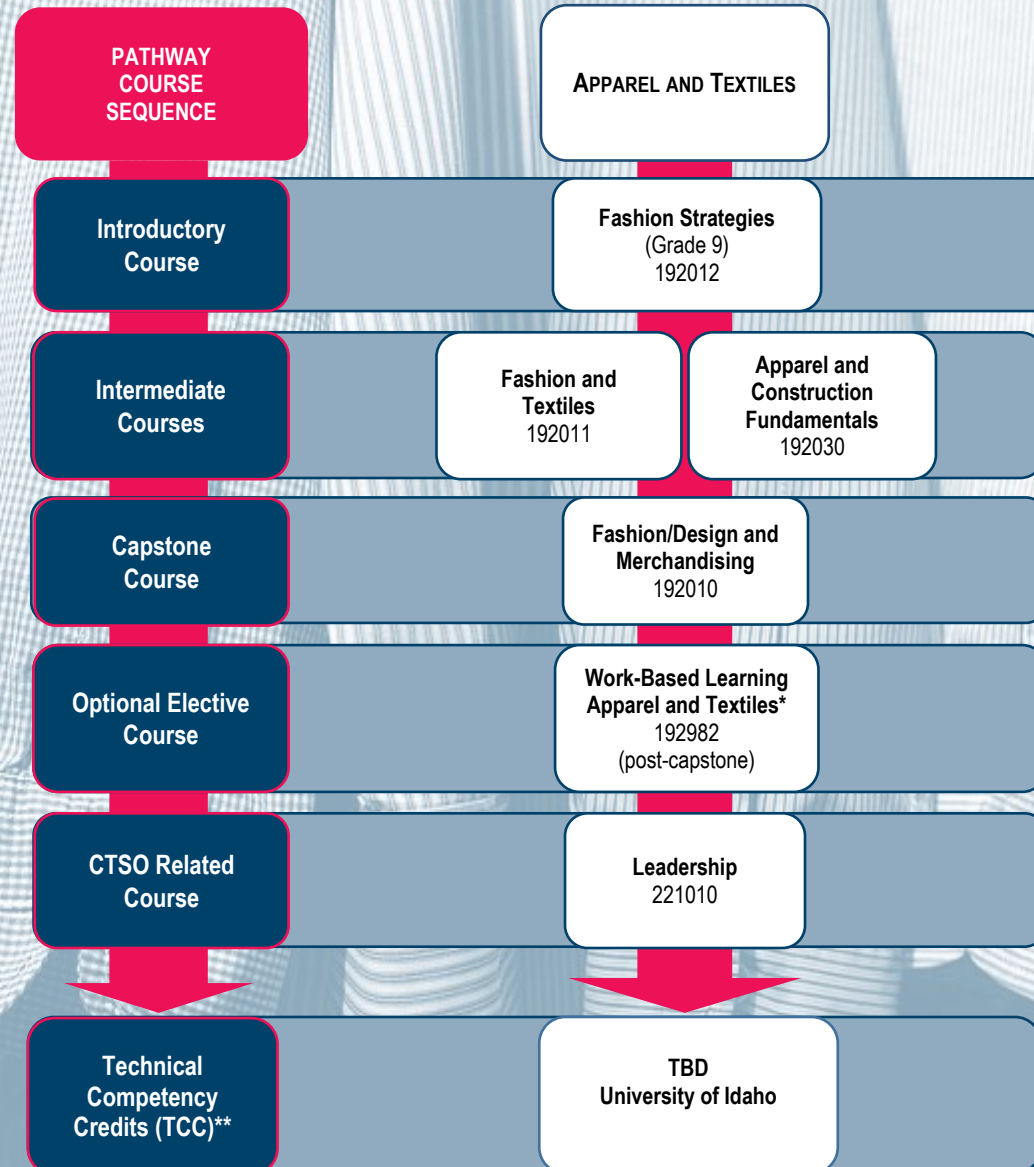 PATHWAY
COURSE
SEQUENCE
APPAREL AND TEXTILES
Introductory
Course
Fashion Strategies
(Grade 9)
192012
Intermediate
Courses
Fashion and
Textiles
192011
Apparel and
Construction
Fundamentals
192030
Capstone
Course
Fashion/Design and
Merchandising
192010
Optional Elective
Course
Work-Based Learning
Apparel and Textiles*
192982
(post-capstone)
CTSO Related
Course
Leadership
221010
Technical
Competency
Credits (TCC)**
TBD
University of Idaho